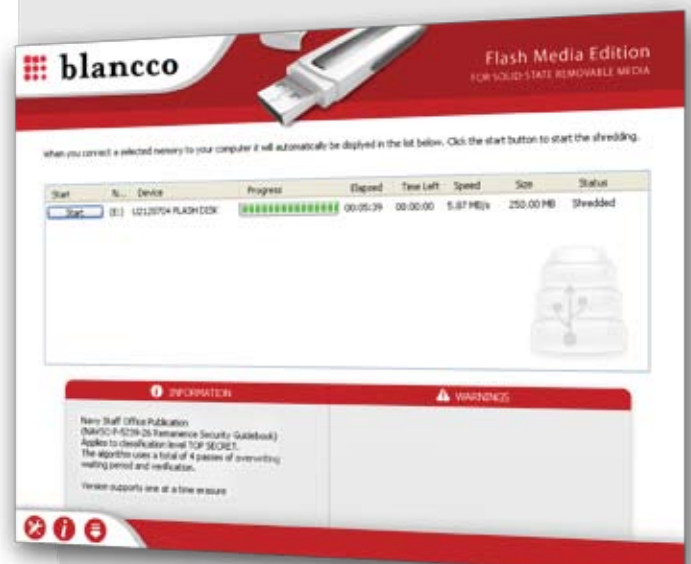 blancco
Flash Media Edition
FOR SOLID-STATE REMOVABLE MEDIA
When you connect a selected memory to your computer it will automatically be displyed in the list below. Click the start button to start the shredding.
Start N... Device Progress Elapsed Time Left Speed Size Status
Start (E:) U2120704 FLASH DISK 00:05:39 00:00:00 5.87 MB/s 250.00 MB Shredded
INFORMATION
Navy Staff Office Publication
(NAVSO P-5239-26 Remanence Security Guidebook)
Applies to classification level TOP SECRET.
The algorithm uses a total of 4 passes of overwriting
waiting period and verification.
Version supports one at a time erasure
WARNINGS